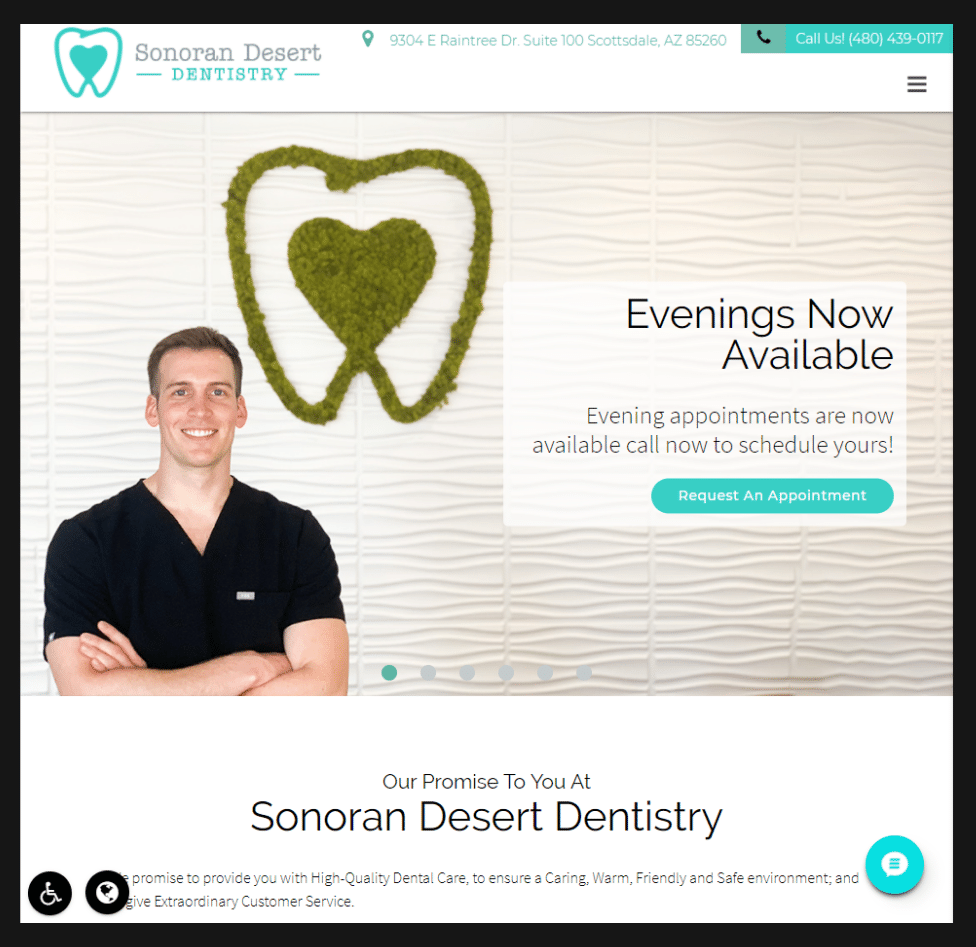 Sonoran Desert
DENTISTRY
9304 E Raintree Dr. Suite 100 Scottsdale, AZ 85260
Call Us! (480) 439-0117
Evenings Now
Available
Evening appointments are now
available call now to schedule yours!
Request An Appointment
Our Promise To You At
Sonoran Desert Dentistry
promise to provide you with High-Quality Dental Care, to ensure a Caring, Warm, Friendly and Safe environment; and
give Extraordinary Customer Service.